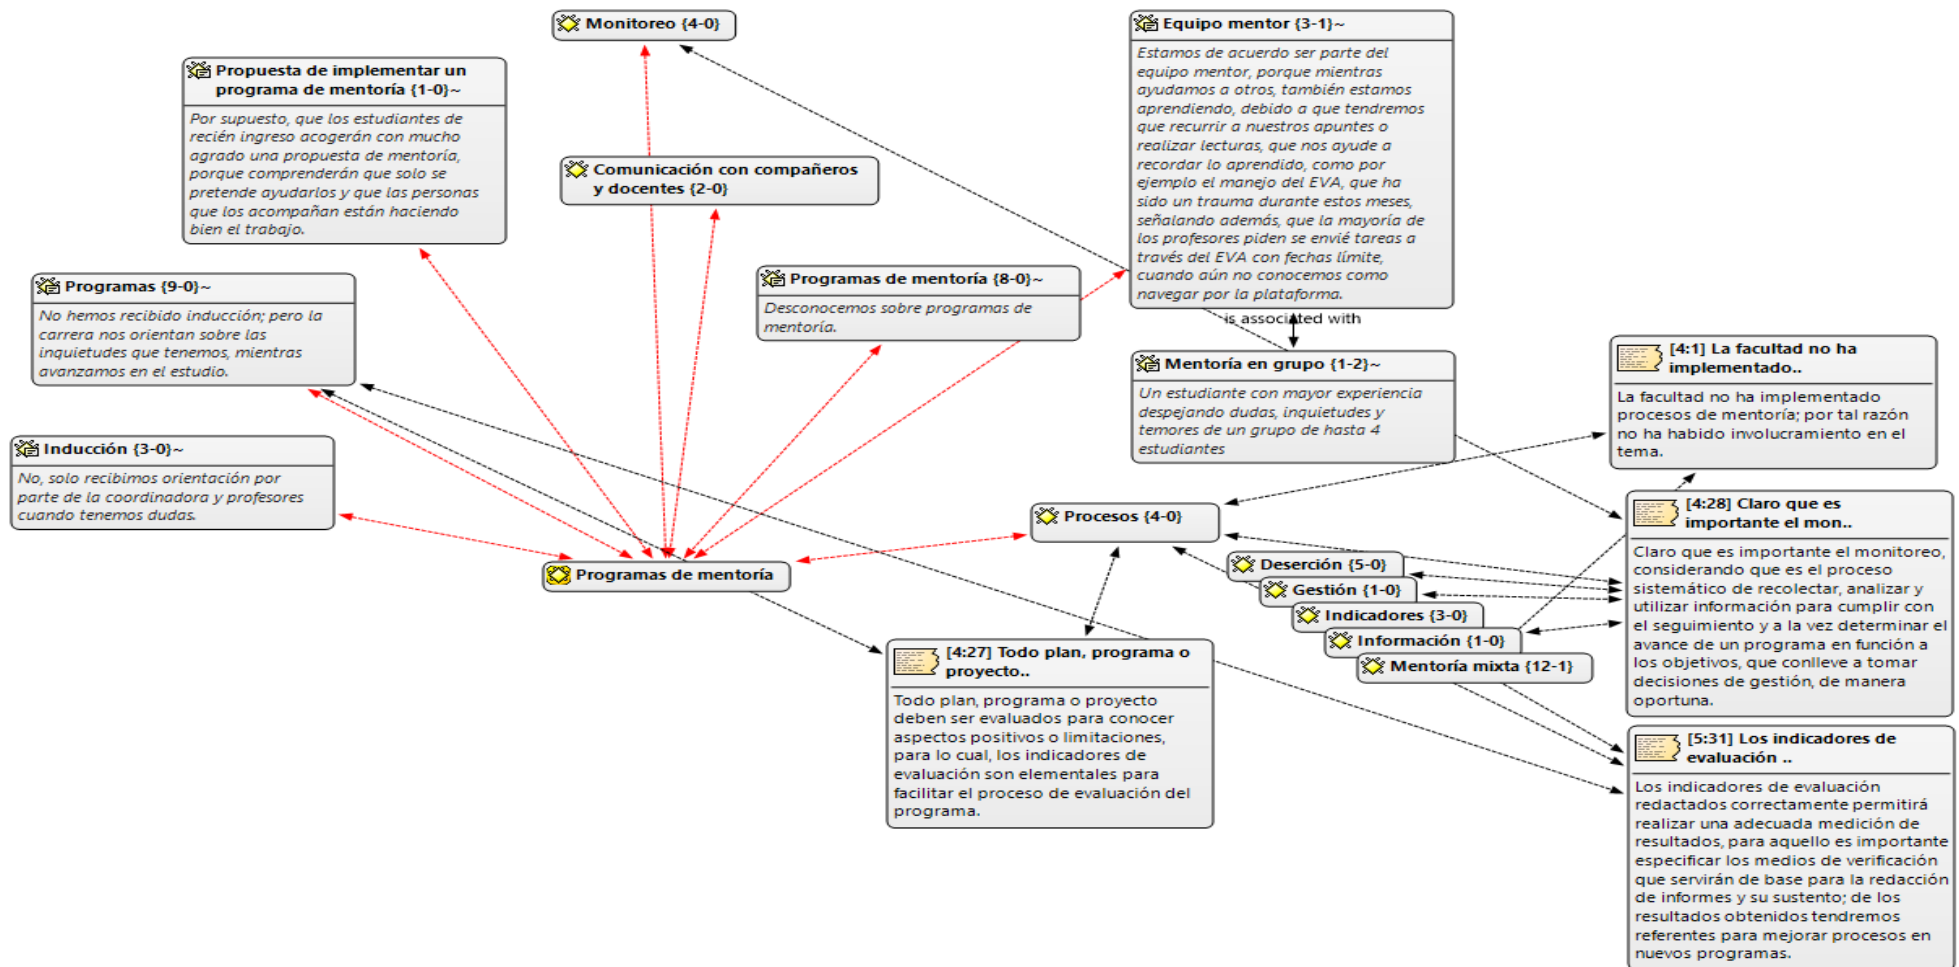 Monitoreo {4-0}
Equipo mentor {3-1}~
Estamos de acuerdo ser parte del
equipo mentor, porque mientras
ayudamos a otros, también estamos
aprendiendo, debido a que tendremos
que recurrir a nuestros apuntes o
realizar lecturas, que nos ayude a
recordar lo aprendido, como por
ejemplo el manejo del EVA, que ha
sido un trauma durante estos meses,
señalando además, que la mayoría de
los profesores piden se envié tareas a
través del EVA con fechas límite,
cuando aún no conocemos como
navegar por la plataforma.
Propuesta de implementar un
programa de mentoría {1-0}~
Por supuesto, que los estudiantes de
recién ingreso acogerán con mucho
agrado una propuesta de mentoría,
porque comprenderán que solo se
pretende ayudarlos y que las personas
que los acompañan están haciendo
bien el trabajo.
Comunicación con compañeros
y docentes {2-0}
Programas {9-0}~
No hemos recibido inducción; pero la
carrera nos orientan sobre las
inquietudes que tenemos, mientras
avanzamos en el estudio.
Programas de mentoría {8-0}~
Desconocemos sobre programas de
mentoría.
is associated with
Mentoría en grupo {1-2}~
Un estudiante con mayor experiencia
despejando dudas, inquietudes y
temores de un grupo de hasta 4
estudiantes
[4:1] La facultad no ha
implementado..
La facultad no ha implementado
procesos de mentoría; por tal razón
no ha habido involucramiento en el
tema.
Inducción {3-0}~
No, solo recibimos orientación por
parte de la coordinadora y profesores
cuando tenemos dudas.
Procesos {4-0}
[4:28] Claro que es
importante el mon..
Claro que es importante el monitoreo,
considerando que es el proceso
sistemático de recolectar, analizar y
utilizar información para cumplir con
el seguimiento y a la vez determinar el
avance de un programa en función a
los objetivos, que conlleve a tomar
decisiones de gestión, de manera
oportuna.
Deserción {5-0}
Gestión {1-0}
Indicadores {3-0}
Información {1-0}
Mentoría mixta {12-1}
Programas de mentoría
[4:27] Todo plan, programa o
proyecto..
Todo plan, programa o proyecto
deben ser evaluados para conocer
aspectos positivos o limitaciones,
para lo cual, los indicadores de
evaluación son elementales para
facilitar el proceso de evaluación del
programa.
[5:31] Los indicadores de
evaluación ..
Los indicadores de evaluación
redactados correctamente permitirá
realizar una adecuada medición de
resultados, para aquello es importante
especificar los medios de verificación
que servirán de base para la redacción
de informes y su sustento; de los
resultados obtenidos tendremos
referentes para mejorar procesos en
nuevos programas.